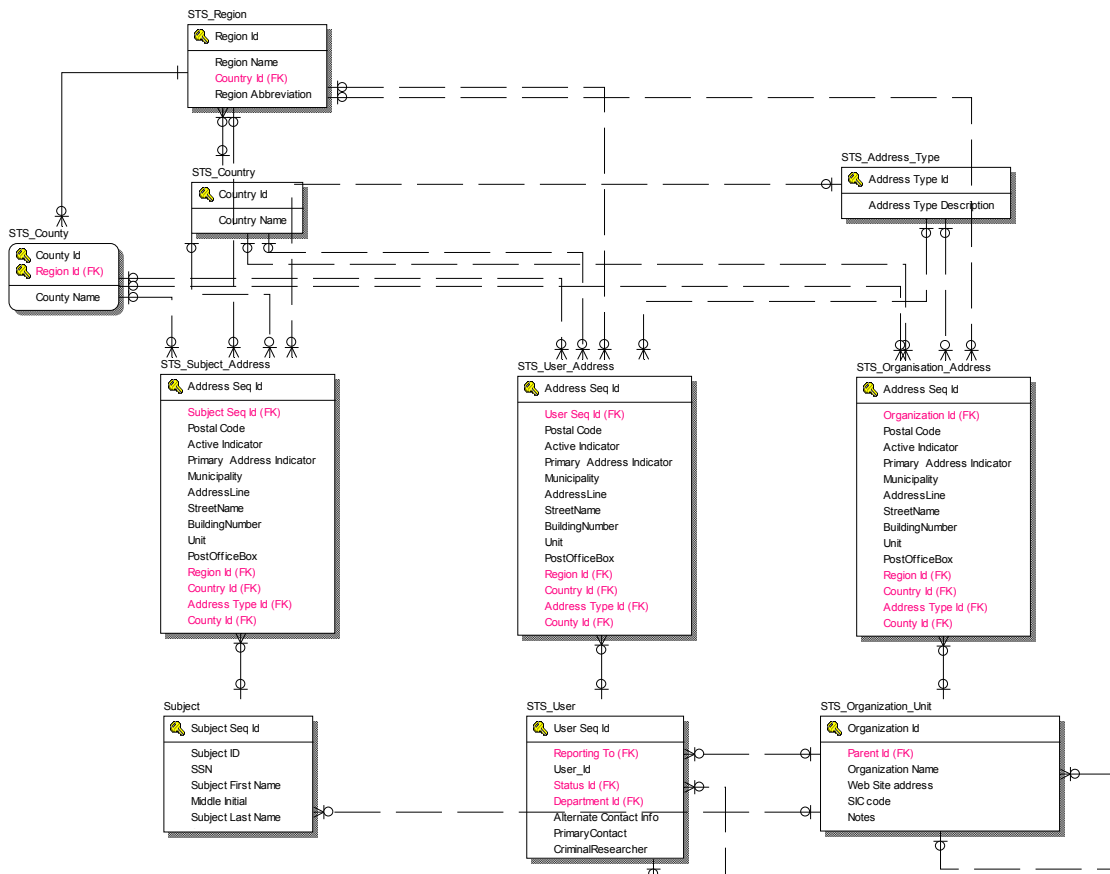 STS_Region
Region Id
Region Name
Country Id (FK)
Region Abbreviation
STS_Country
Country Id
Country Name
STS_Address_Type
Address Type Id
Address Type Description
STS_County
County Id
Region Id (FK)
County Name
STS_Subject_Address
Address Seq Id
Subject Seq Id (FK)
Postal Code
Active Indicator
Primary Address Indicator
Municipality
AddressLine
StreetName
BuildingNumber
Unit
PostOfficeBox
Region Id (FK)
Country Id (FK)
Address Type Id (FK)
County Id (FK)
STS_User_Address
Address Seq Id
User Seq Id (FK)
Postal Code
Active Indicator
Primary Address Indicator
Municipality
AddressLine
StreetName
BuildingNumber
Unit
PostOfficeBox
Region Id (FK)
Country Id (FK)
Address Type Id (FK)
County Id (FK)
STS_Organisation_Address
Address Seq Id
Organization Id (FK)
Postal Code
Active Indicator
Primary Address Indicator
Municipality
AddressLine
StreetName
BuildingNumber
Unit
PostOfficeBox
Region Id (FK)
Country Id (FK)
Address Type Id (FK)
County Id (FK)
Subject
Subject Seq Id
Subject ID
SSN
Subject First Name
Middle Initial
Subject Last Name
STS_User
User Seq Id
Reporting To (FK)
User_Id
Status Id (FK)
Department Id (FK)
Alternate Contact Info
PrimaryContact
CriminalResearcher
STS_Organization_Unit
Organization Id
Parent Id (FK)
Organization Name
Web Site address
SIC code
Notes